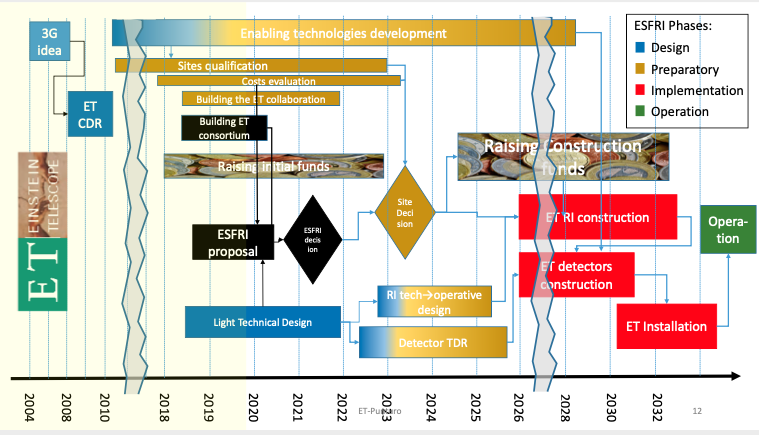 3G
idea
ET
CDR
EINSTEIN
TELESCOPE
ET
Enabling technologies development
Sites qualification
Costs evaluation
Building the ET collaboration
Building ET
consortium
Raising initial funds
ESFRI
proposal
ESFRI
decis
ion
Site
Deci
sion
Light Technical Design
RI tech→operative
design
Detector TDR
Raising Construction
funds
ET RI construction
ET detectors
construction
ET Installation
Opera-
tion
ESFRI Phases:
Design
Preparatory
Implementation
Operation
2004
2008
2010
2018
2019
2020
2021
2022
2023
2024
2025
2026
2028
2030
2032
12